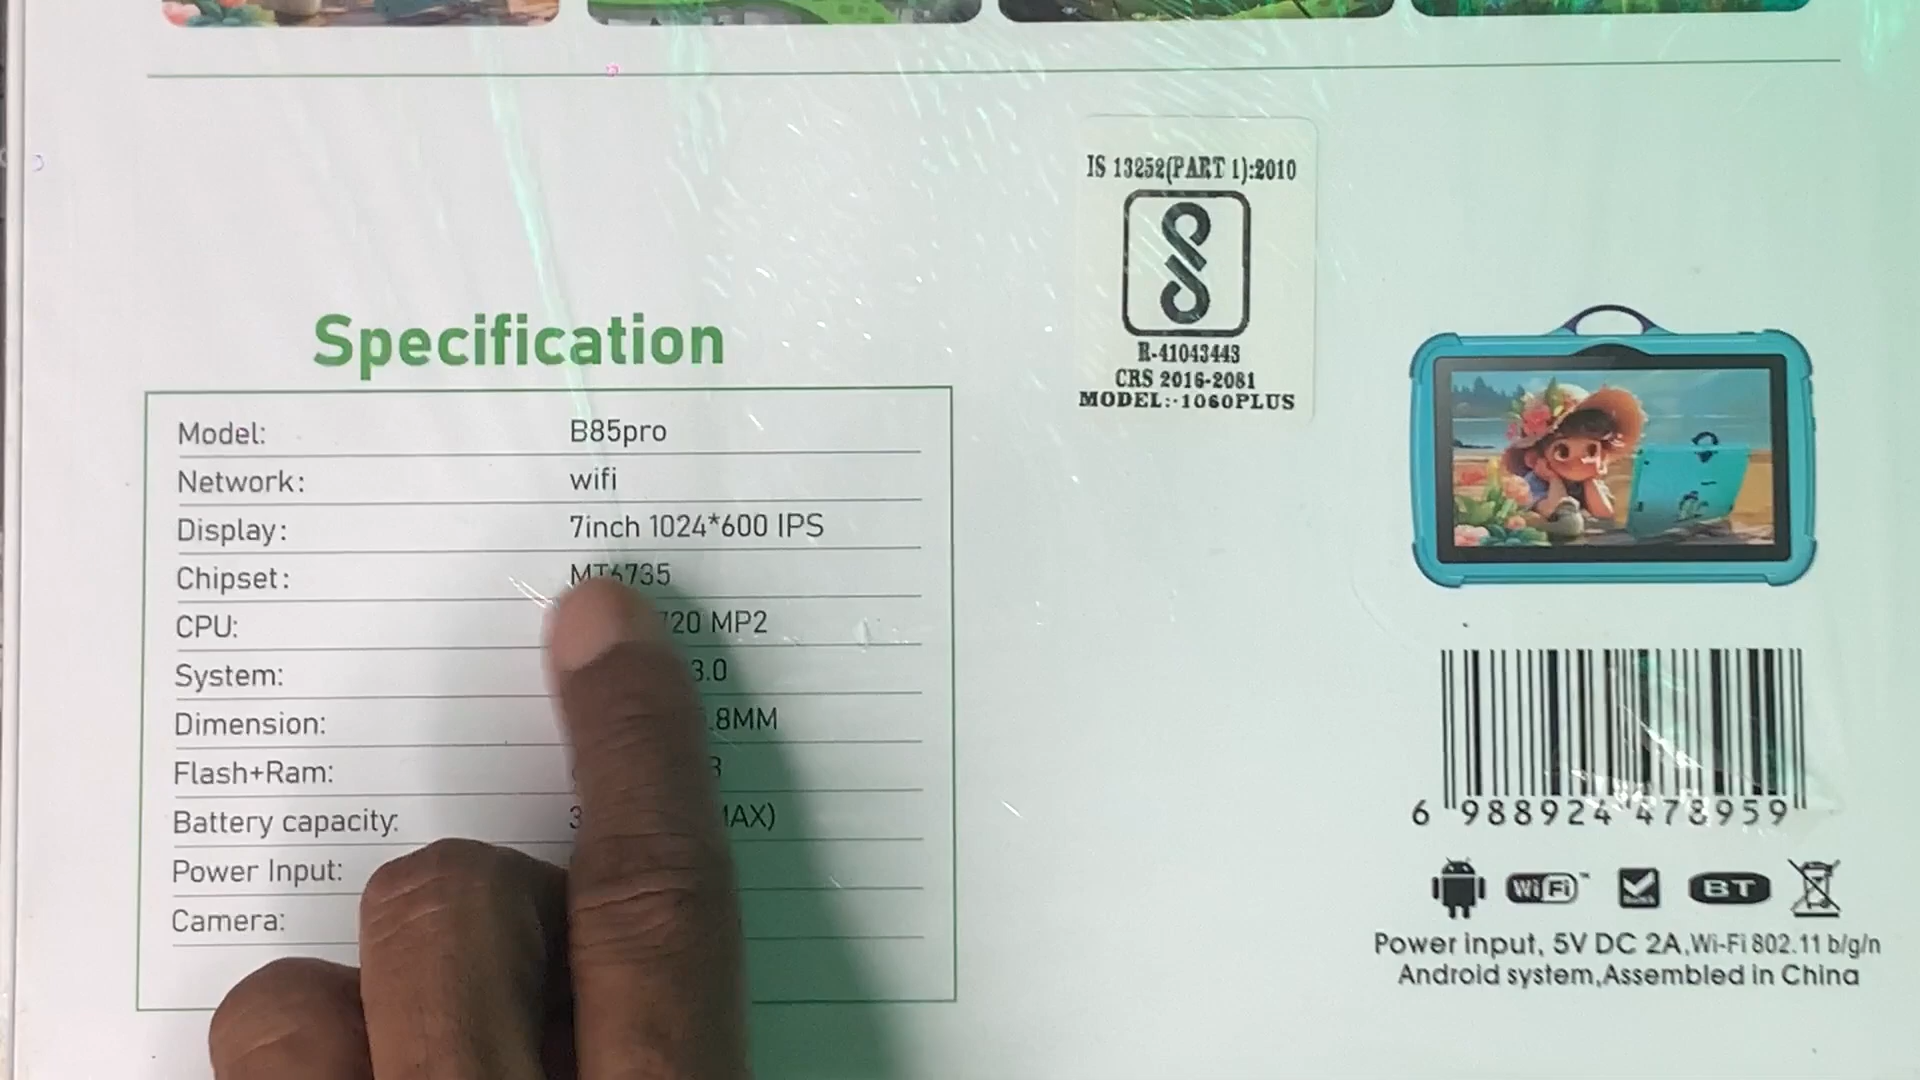 IS 13252(PART 1):2010
R-41043443
CRS 2016-2081
MODEL:-1060PLUS
Specification
Model: B85pro
Network: wifi
Display: 7inch 1024*600 IPS
Chipset: MT6735
CPU: 720 MP2
System: 3.0
Dimension: .8MM
Flash+Ram:
Battery capacity:
Power Input:
Camera:
6 988924 478959
WiFi™
BT
Power input, 5V DC 2A,Wi-Fi 802.11 b/g/n
Android system,Assembled in China